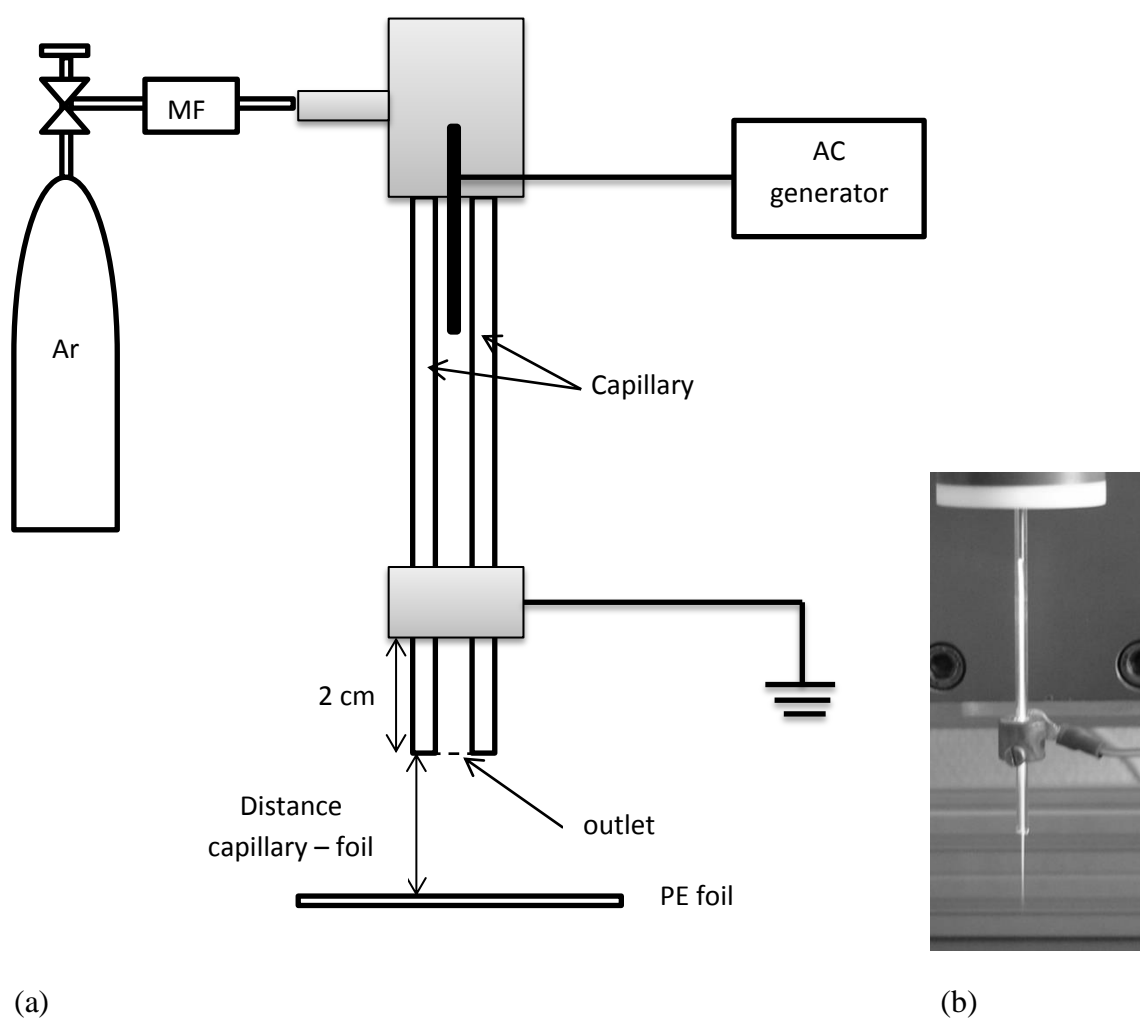 MF
AC
generator
Ar
Capillary
2 cm
Distance
capillary – foil
outlet
PE foil
(a)
(b)